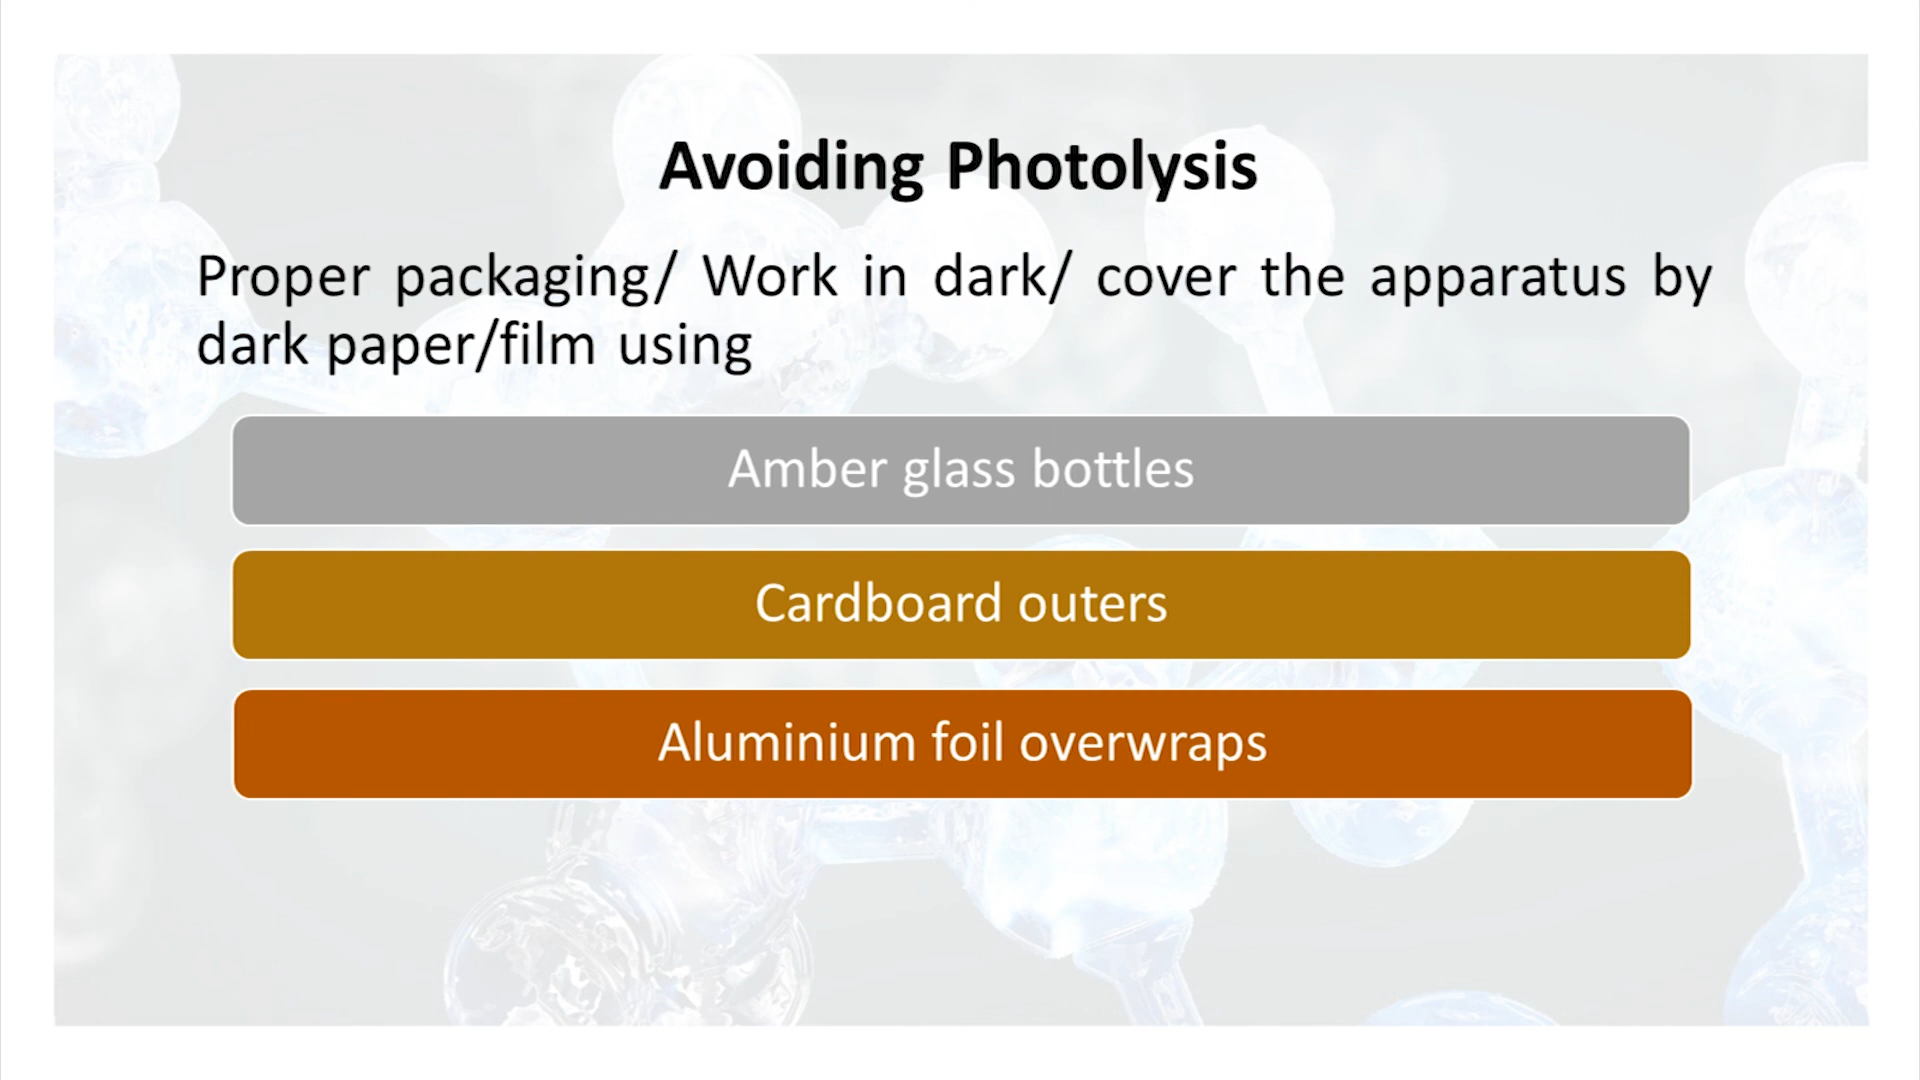 Avoiding Photolysis
Proper packaging/ Work in dark/ cover the apparatus by
dark paper/film using
Amber glass bottles
Cardboard outers
Aluminium foil overwraps